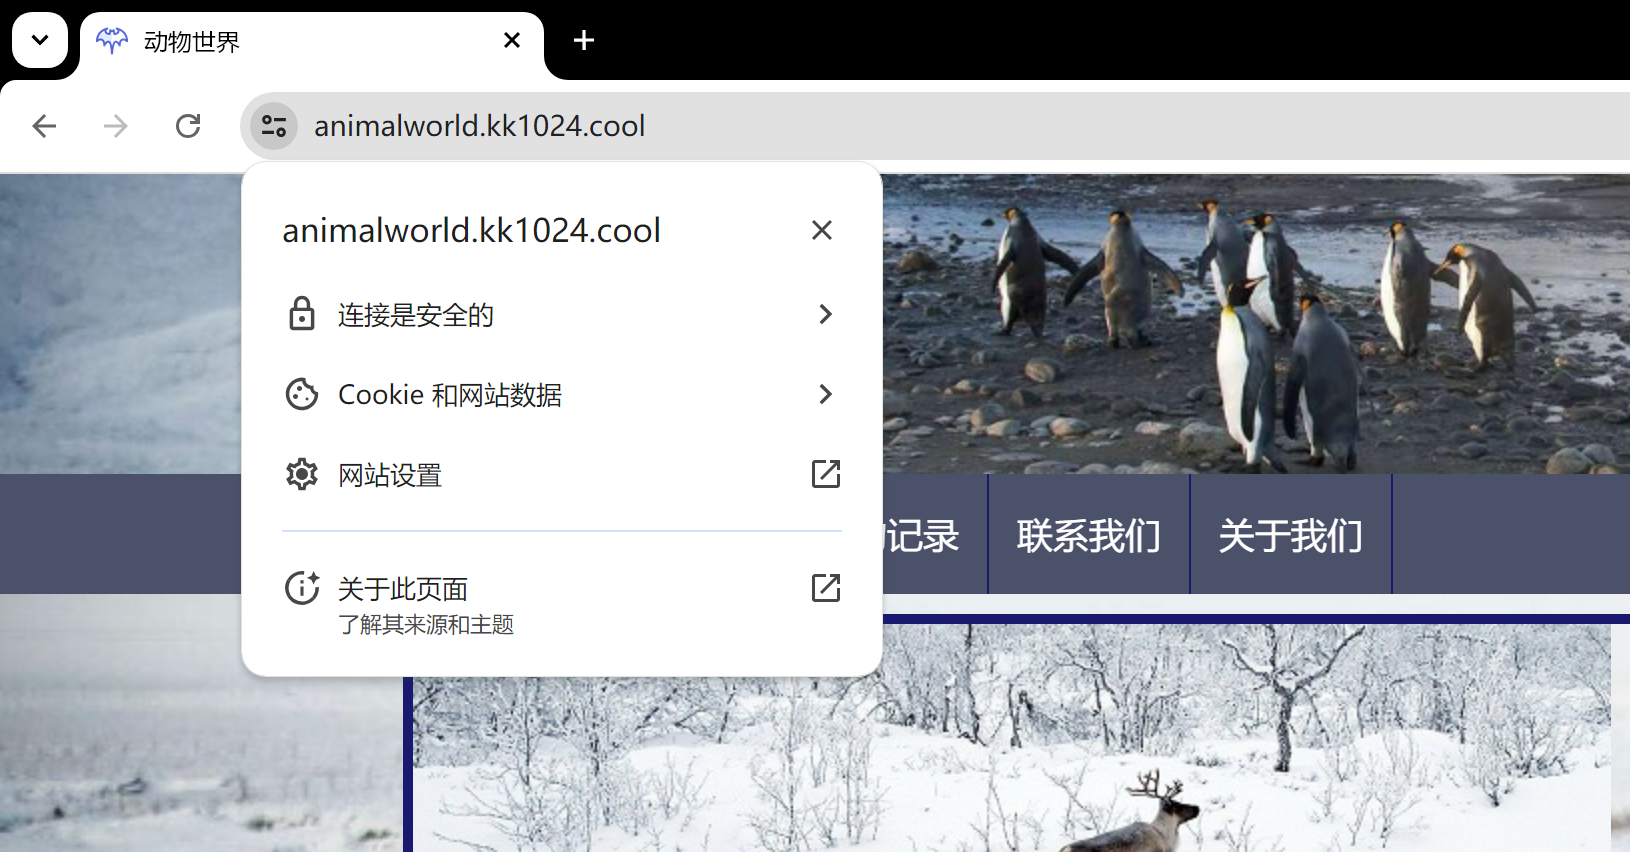 动物世界
animalworld.kk1024.cool
animalworld.kk1024.cool
连接是安全的
Cookie 和网站数据
网站设置
关于此页面
了解其来源和主题
记录
联系我们
关于我们